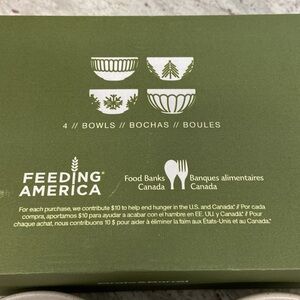 4 // BOWLS // BOCHAS // BOULES
FEEDING
AMERICA
Food Banks
Canada
Banques alimentaires
Canada
For each purchase, we contribute $10 to help end hunger in the U.S. and Canada.* // Por cada
compra, aportamos $10 para ayudar a acabar con el hambre en EE. UU. y Canadá.* // Pour
chaque achat, nous contribuons 10 $ pour aider à éliminer la faim aux États-Unis et au Canada.*